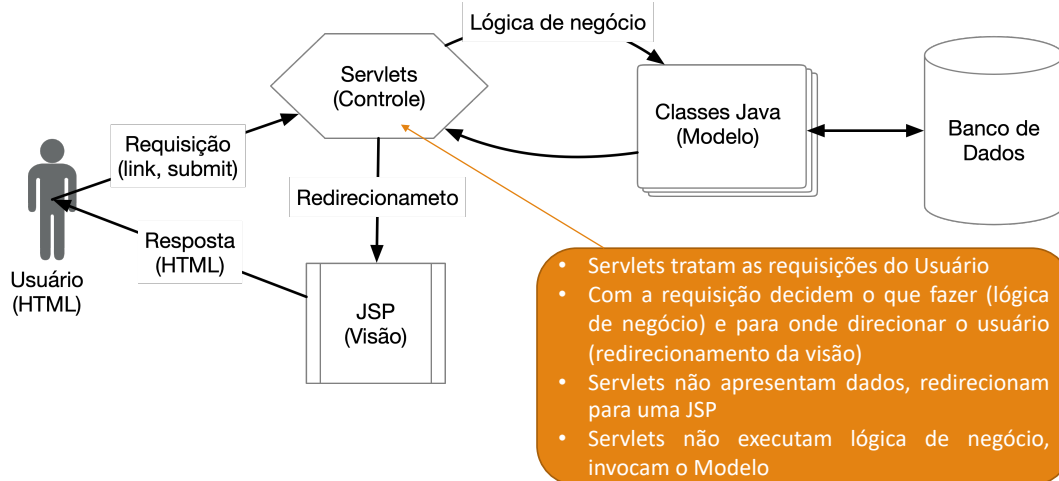 Lógica de negócio
Servlets
(Controle)
Classes Java
(Modelo)
Banco de
Dados
Requisição
(link, submit)
Redirecionameto
Resposta
(HTML)
Usuário
(HTML)
JSP
(Visão)
• Servlets tratam as requisições do Usuário
• Com a requisição decidem o que fazer (lógica
de negócio) e para onde direcionar o usuário
(redirecionamento da visão)
• Servlets não apresentam dados, redirecionam
para uma JSP
• Servlets não executam lógica de negócio,
invocam o Modelo